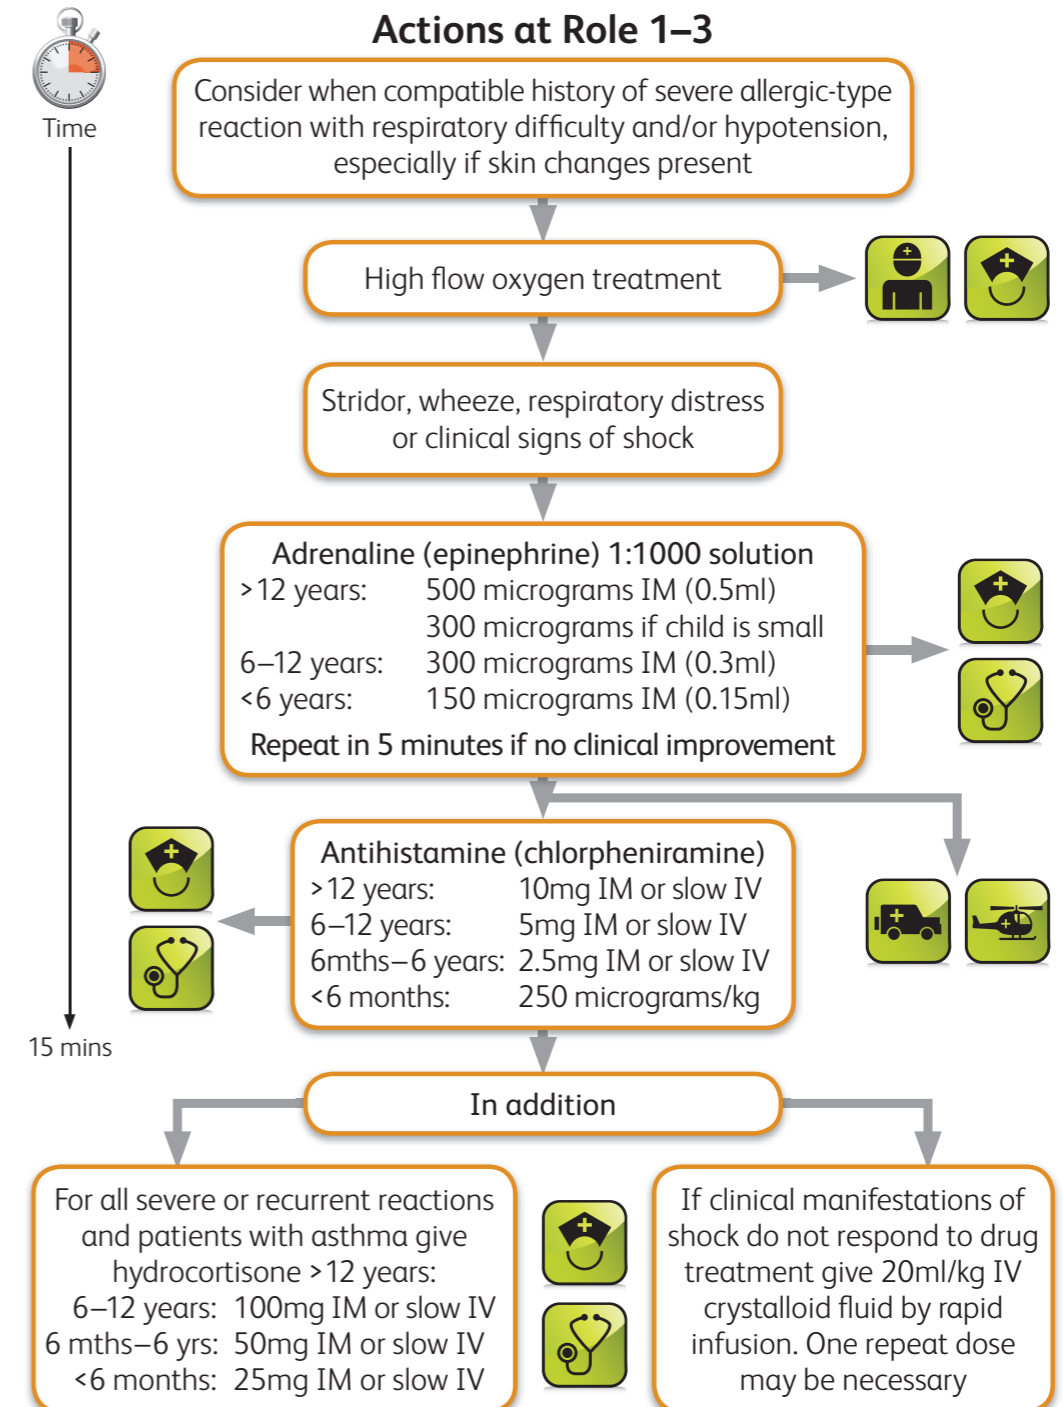 Actions at Role 1–3
Time
Consider when compatible history of severe allergic-type
reaction with respiratory difficulty and/or hypotension,
especially if skin changes present
High flow oxygen treatment
Stridor, wheeze, respiratory distress
or clinical signs of shock
Adrenaline (epinephrine) 1:1000 solution
>12 years: 500 micrograms IM (0.5ml)
300 micrograms if child is small
6–12 years: 300 micrograms IM (0.3ml)
<6 years: 150 micrograms IM (0.15ml)
Repeat in 5 minutes if no clinical improvement
Antihistamine (chlorpheniramine)
>12 years: 10mg IM or slow IV
6–12 years: 5mg IM or slow IV
6mths–6 years: 2.5mg IM or slow IV
<6 months: 250 micrograms/kg
15 mins
In addition
For all severe or recurrent reactions
and patients with asthma give
hydrocortisone >12 years:
6–12 years: 100mg IM or slow IV
6 mths–6 yrs: 50mg IM or slow IV
<6 months: 25mg IM or slow IV
If clinical manifestations of
shock do not respond to drug
treatment give 20ml/kg IV
crystalloid fluid by rapid
infusion. One repeat dose
may be necessary